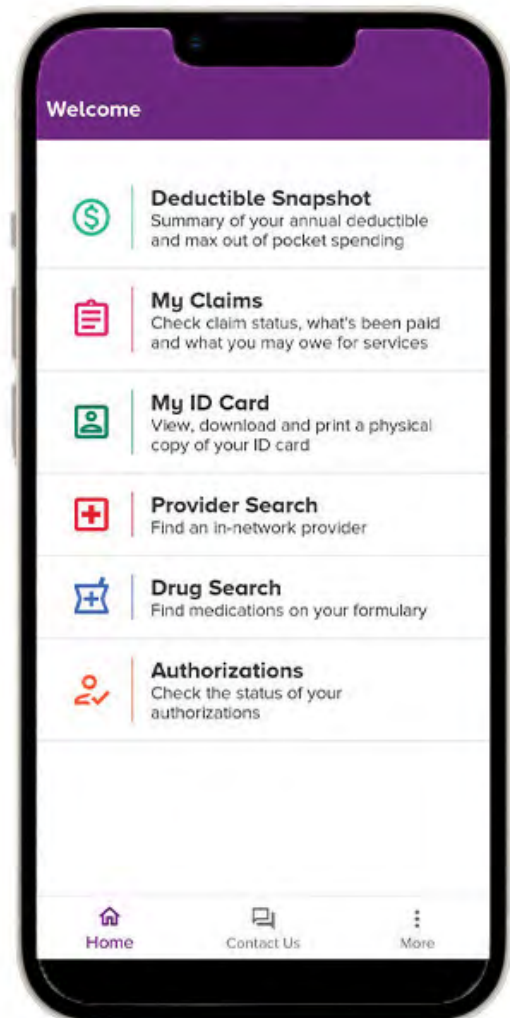 Welcome
Deductible Snapshot
Summary of your annual deductible
and max out of pocket spending
My Claims
Check claim status, what's been paid
and what you may owe for services
My ID Card
View, download and print a physical
copy of your ID card
Provider Search
Find an in-network provider
Drug Search
Find medications on your formulary
Authorizations
Check the status of your
authorizations
Home
Contact Us
More